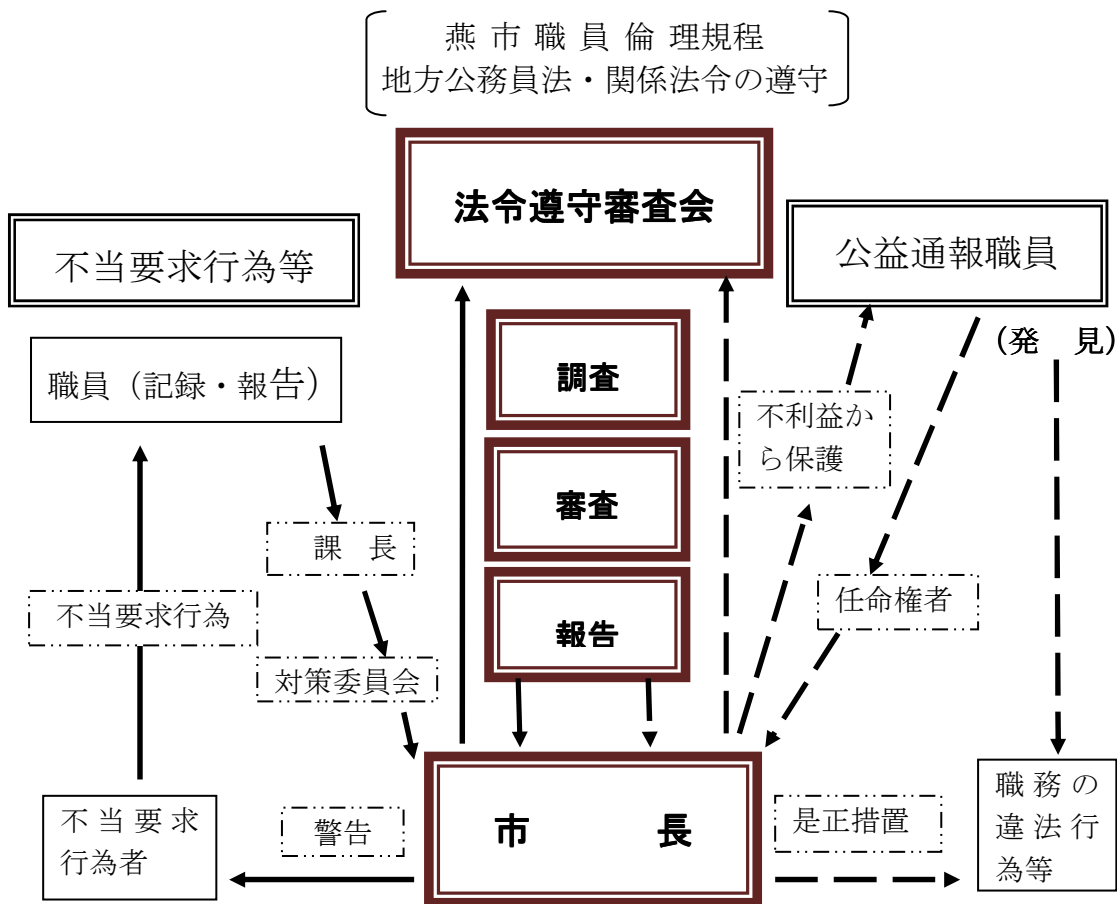 燕市職員倫理規程
地方公務員法・関係法令の遵守
法令遵守審査会
不当要求行為等
公益通報職員
(発 見)
職員（記録・報告）
調査
不利益か
ら保護
審査
課 長
任命権者
不当要求行為
報告
対策委員会
不当要求
行為者
警告
市 長
是正措置
職務の
違法行
為等